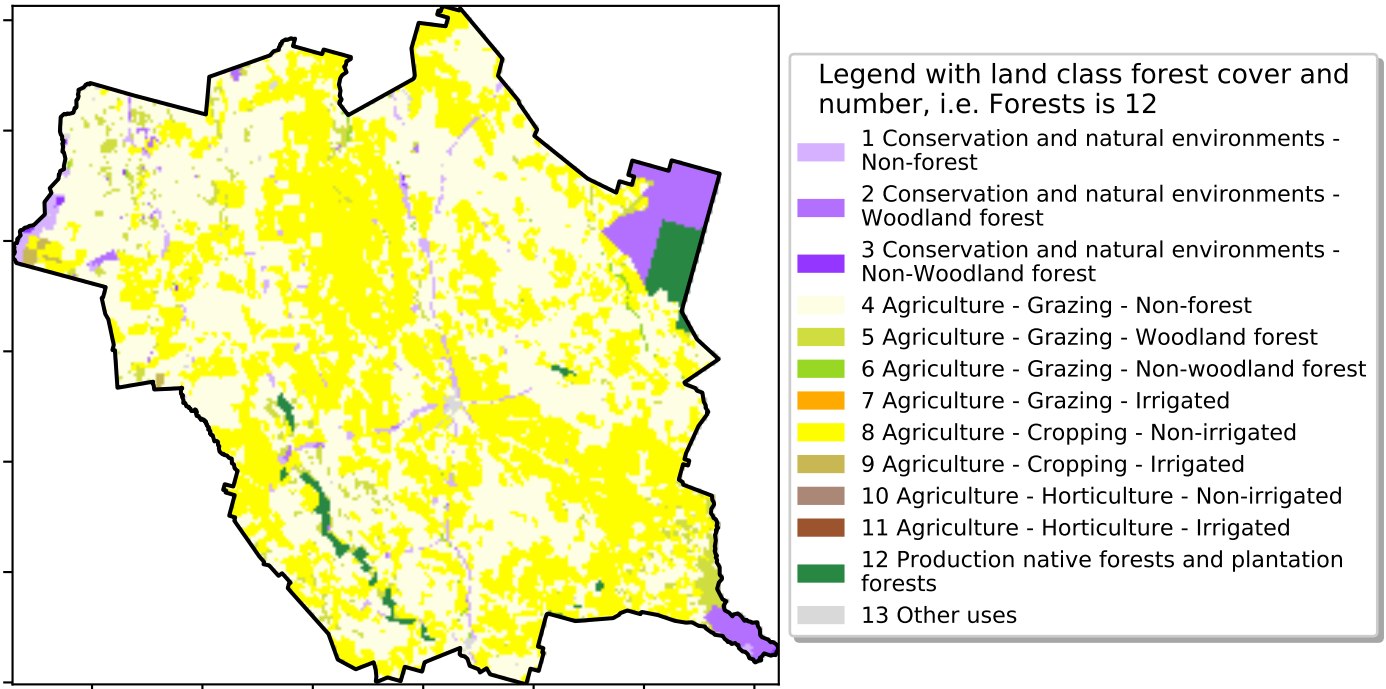 Legend with land class forest cover and
number, i.e. Forests is 12
1 Conservation and natural environments -
Non-forest
2 Conservation and natural environments -
Woodland forest
3 Conservation and natural environments -
Non-Woodland forest
4 Agriculture - Grazing - Non-forest
5 Agriculture - Grazing - Woodland forest
6 Agriculture - Grazing - Non-woodland forest
7 Agriculture - Grazing - Irrigated
8 Agriculture - Cropping - Non-irrigated
9 Agriculture - Cropping - Irrigated
10 Agriculture - Horticulture - Non-irrigated
11 Agriculture - Horticulture - Irrigated
12 Production native forests and plantation
forests
13 Other uses